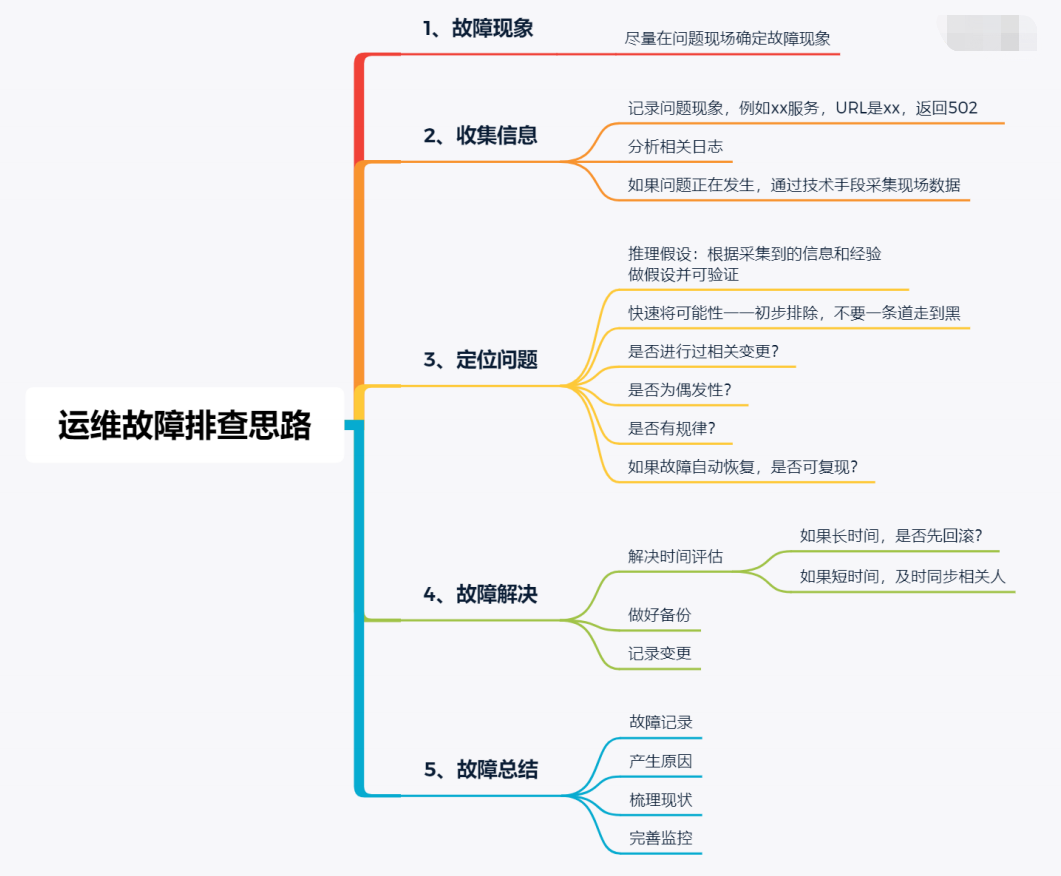 运维故障排查思路
1、故障现象
尽量在问题现场确定故障现象
2、收集信息
记录问题现象，例如xx服务，URL是xx，返回502
分析相关日志
如果问题正在发生，通过技术手段采集现场数据
3、定位问题
推理假设：根据采集到的信息和经验
做假设并可验证
快速将可能性一一初步排除，不要一条道走到黑
是否进行过相关变更？
是否为偶发性？
是否有规律？
如果故障自动恢复，是否可复现？
4、故障解决
解决时间评估
如果长时间，是否先回滚？
如果短时间，及时同步相关人
做好备份
记录变更
5、故障总结
故障记录
产生原因
梳理现状
完善监控